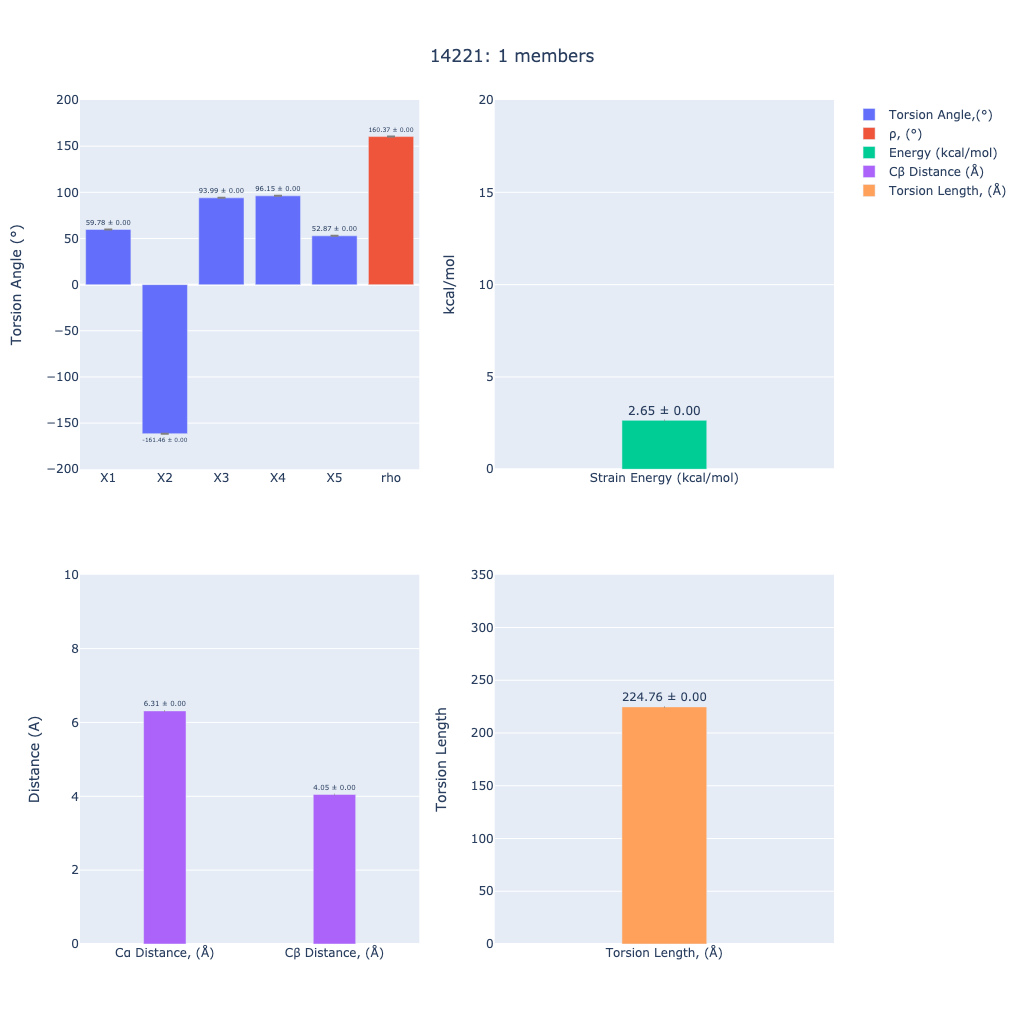 14221: 1 members
200
150
100
50
0
−50
−100
−150
−200
Torsion Angle (°)
59.78 ± 0.00
-161.46 ± 0.00
93.99 ± 0.00
96.15 ± 0.00
52.87 ± 0.00
160.37 ± 0.00
X1 X2 X3 X4 X5 rho
20
15
10
5
0
kcal/mol
2.65 ± 0.00
Strain Energy (kcal/mol)
Torsion Angle,(°)
ρ, (°)
Energy (kcal/mol)
Cβ Distance (Å)
Torsion Length, (Å)
10
8
6
4
2
0
Distance (A)
6.31 ± 0.00
4.05 ± 0.00
Cα Distance, (Å) Cβ Distance, (Å)
350
300
250
200
150
100
50
0
Torsion Length
224.76 ± 0.00
Torsion Length, (Å)